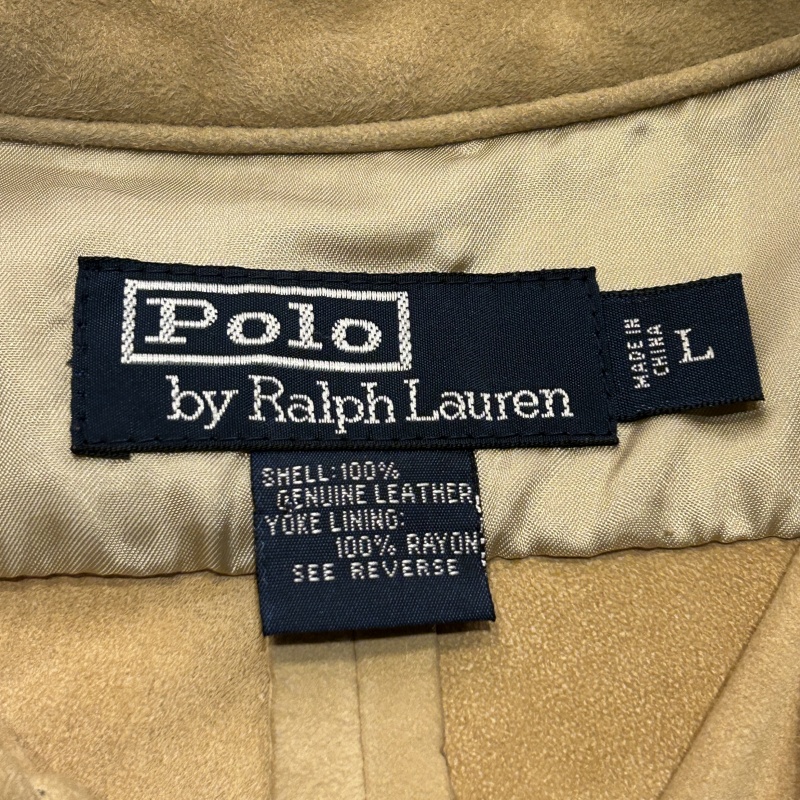 Polo
by Ralph Lauren
MADE IN
CHINA
L
SHELL:100%
GENUINE LEATHER
YOKE LINING:
100% RAYON
SEE REVERSE